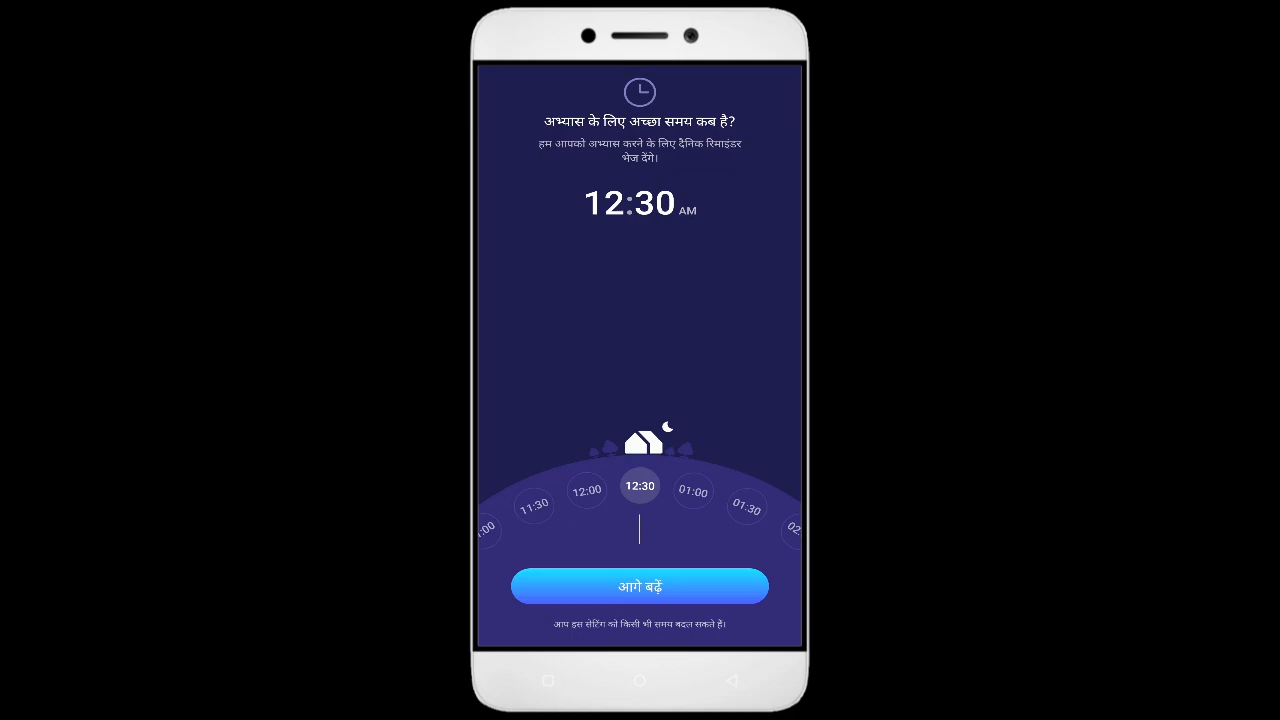 अभ्यास के लिए अच्छा समय कब है?
हम आपको अभ्यास करने के लिए दैनिक रिमाइंडर
भेज देंगे।
12:30 AM
11:30 12:00 12:30 01:00 01:30
आगे बढ़ें
आप इस सेटिंग को किसी भी समय बदल सकते हैं।